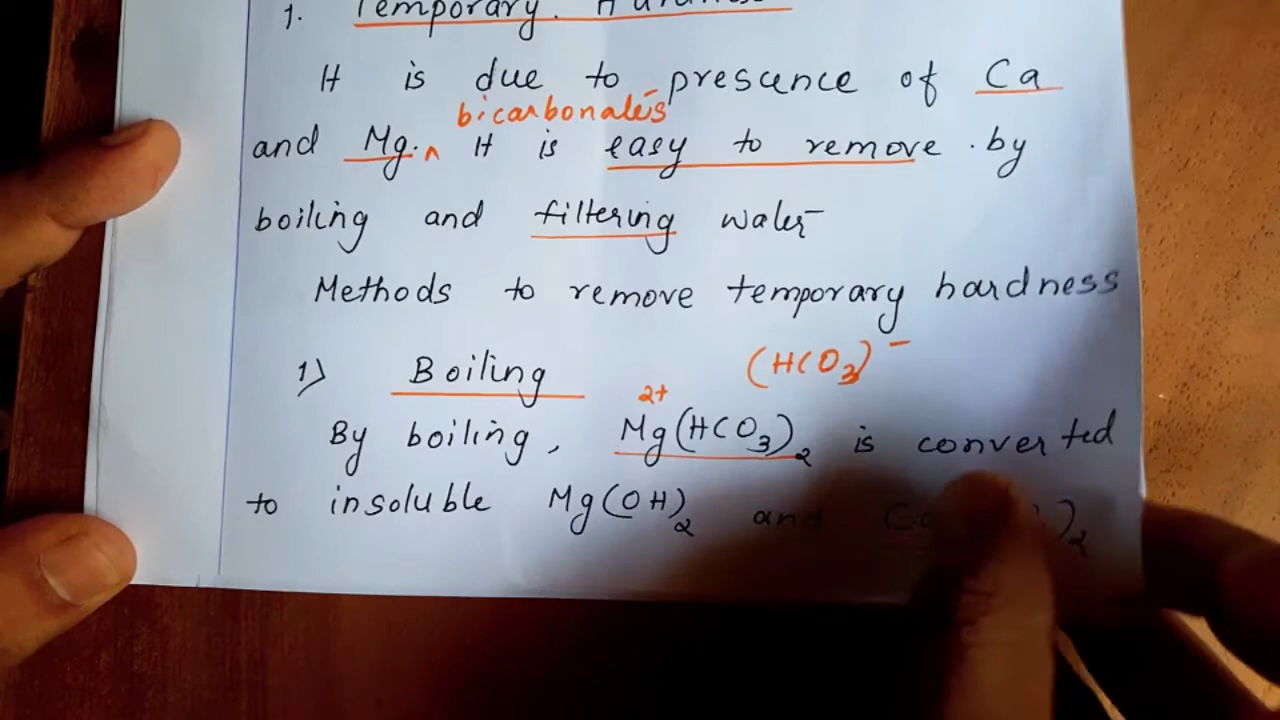 1. Temporary Hardness
It is due to presence of Ca
bicarbonates
and Mg. ^ It is easy to remove . by
boiling and filtering water
Methods to remove temporary hardness
1) Boiling (HCO3)-
2+
By boiling, Mg(HCO3)2 is converted
to insoluble Mg(OH)2 and